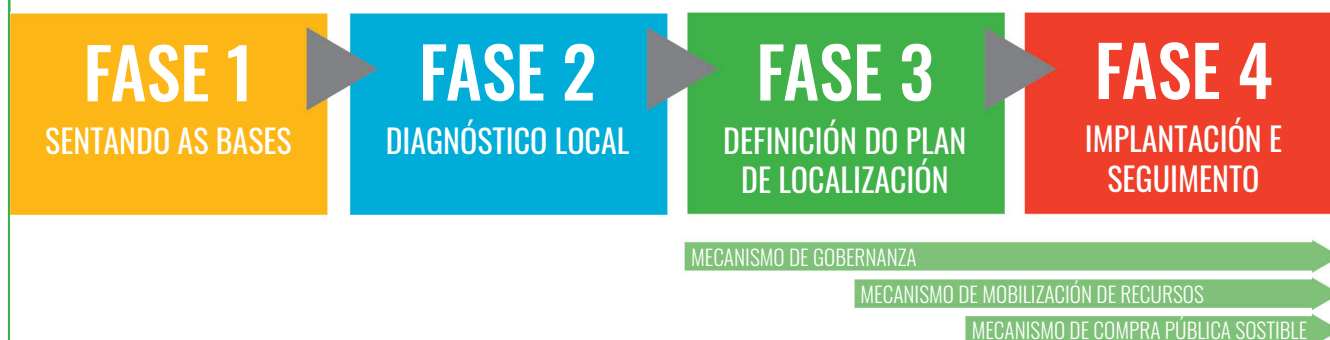 FASE 1
SENTANDO AS BASES
FASE 2
DIAGNÓSTICO LOCAL
FASE 3
DEFINICIÓN DO PLAN
DE LOCALIZACIÓN
FASE 4
IMPLANTACIÓN E
SEGUIMENTO
MECANISMO DE GOBERNANZA
MECANISMO DE MOBILIZACIÓN DE RECURSOS
MECANISMO DE COMPRA PÚBLICA SOSTIBLE